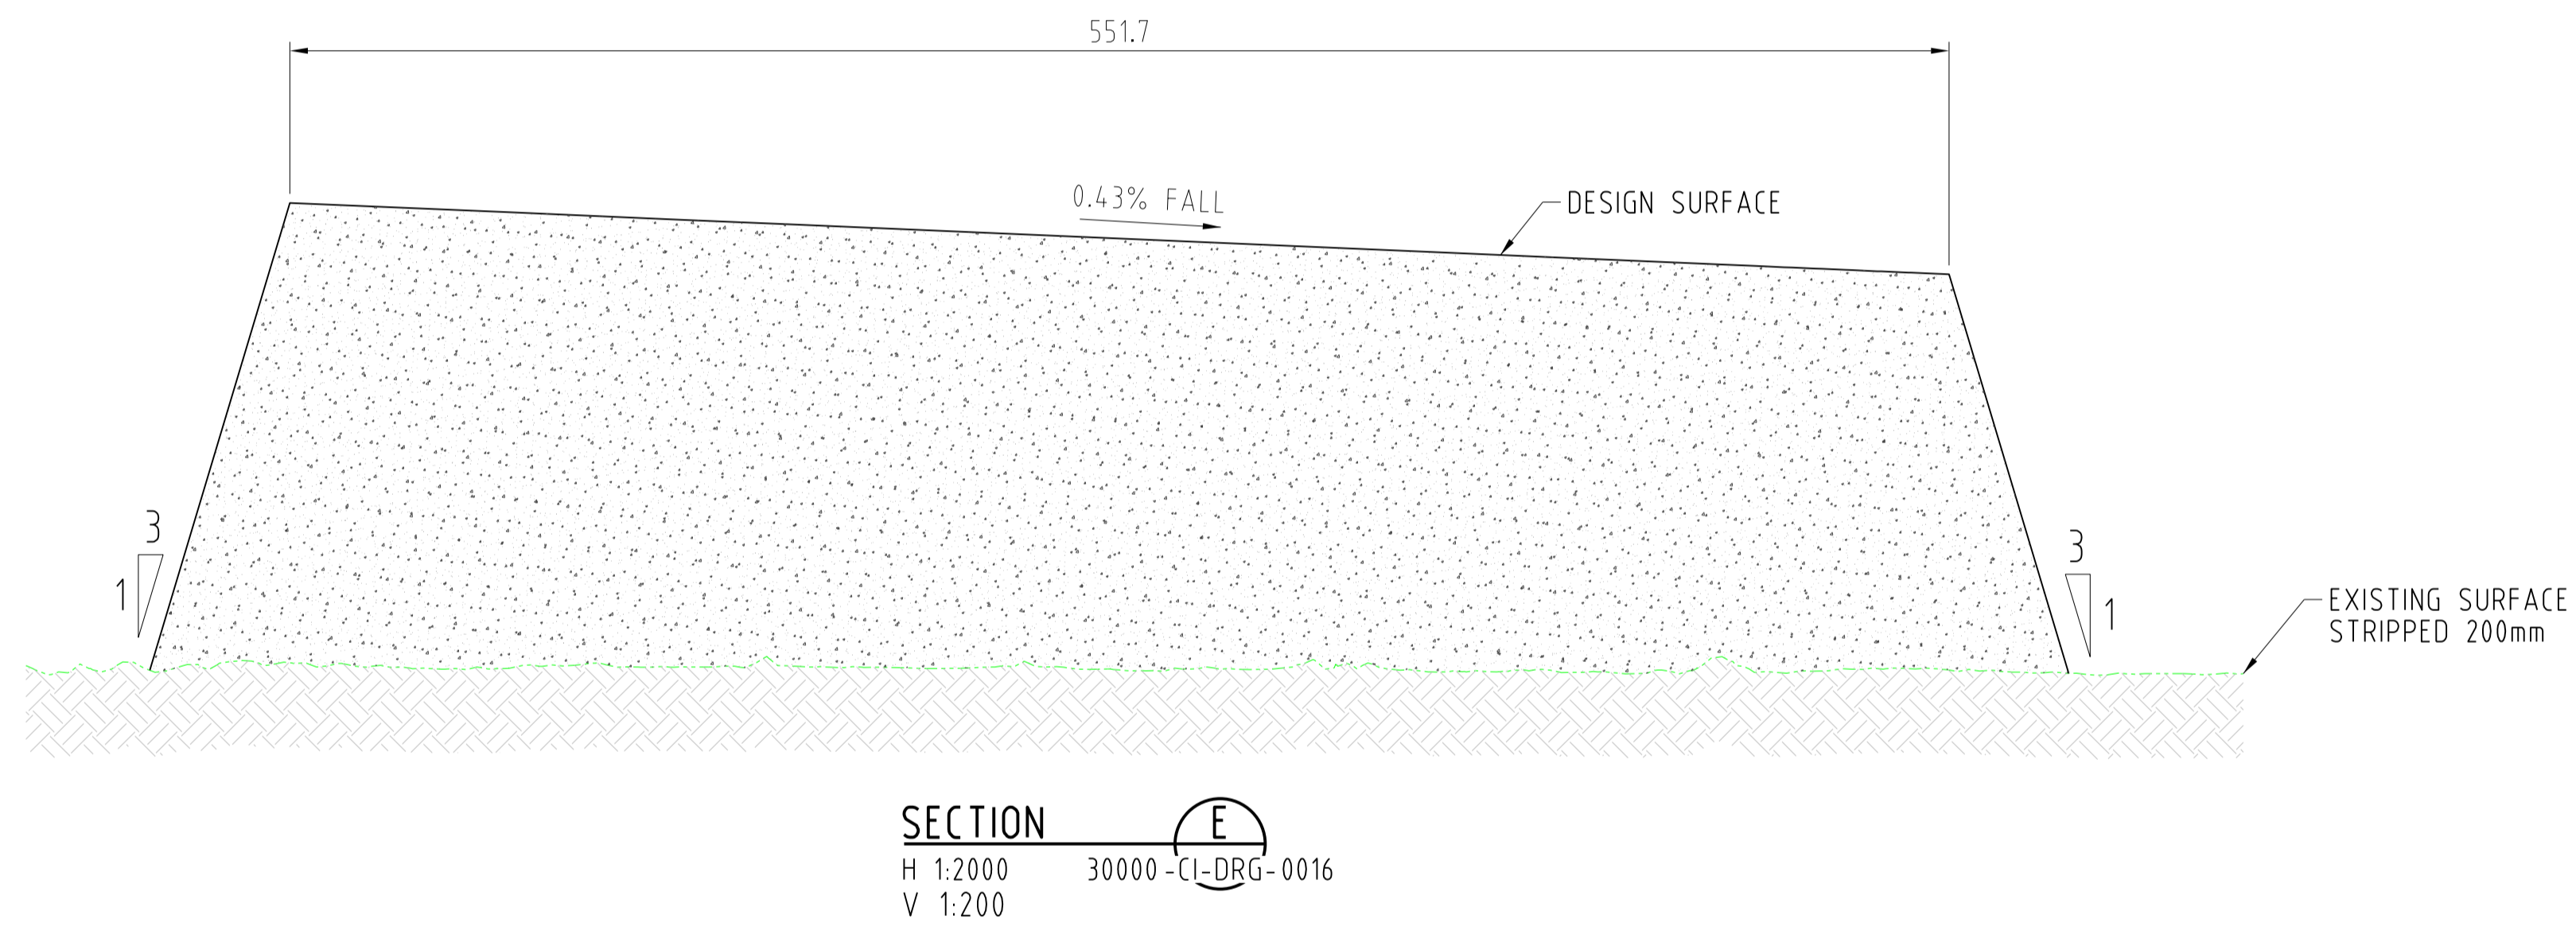 551.7
0.43% FALL
DESIGN SURFACE
3
1
3
1
EXISTING SURFACE
STRIPPED 200mm
SECTION E
H 1:2000 30000-CI-DRG-0016
V 1:200